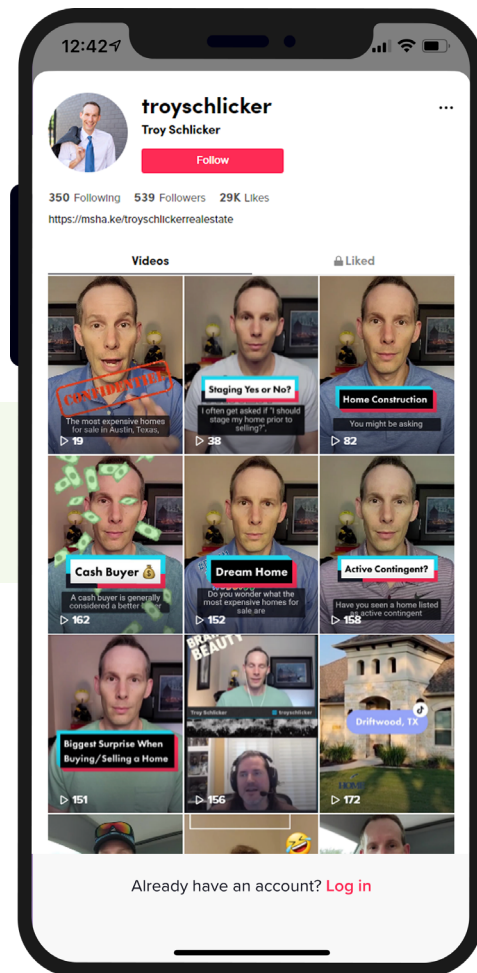 12:42
troyschlicker
Troy Schlicker
Follow
350 Following 539 Followers 29K Likes
https://msha.ke/troyschlickerrealestate
Videos
Liked
CONFIDENTIAL
The most expensive homes
for sale in Austin, Texas,
19
Staging Yes or No?
I often get asked if "I should
stage my home prior to
selling?".
38
Home Construction
You might be asking
82
Cash Buyer
A cash buyer is generally
considered a better buyer
162
Dream Home
Do you wonder what the
most expensive homes for
sale are
152
Active Contingent?
Have you seen a home listed
as active contingent
158
Biggest Surprise When
Buying/Selling a Home
151
BEAUTY
Troy Schlicker
troyschlicker
156
Driftwood, TX
172
Already have an account? Log in